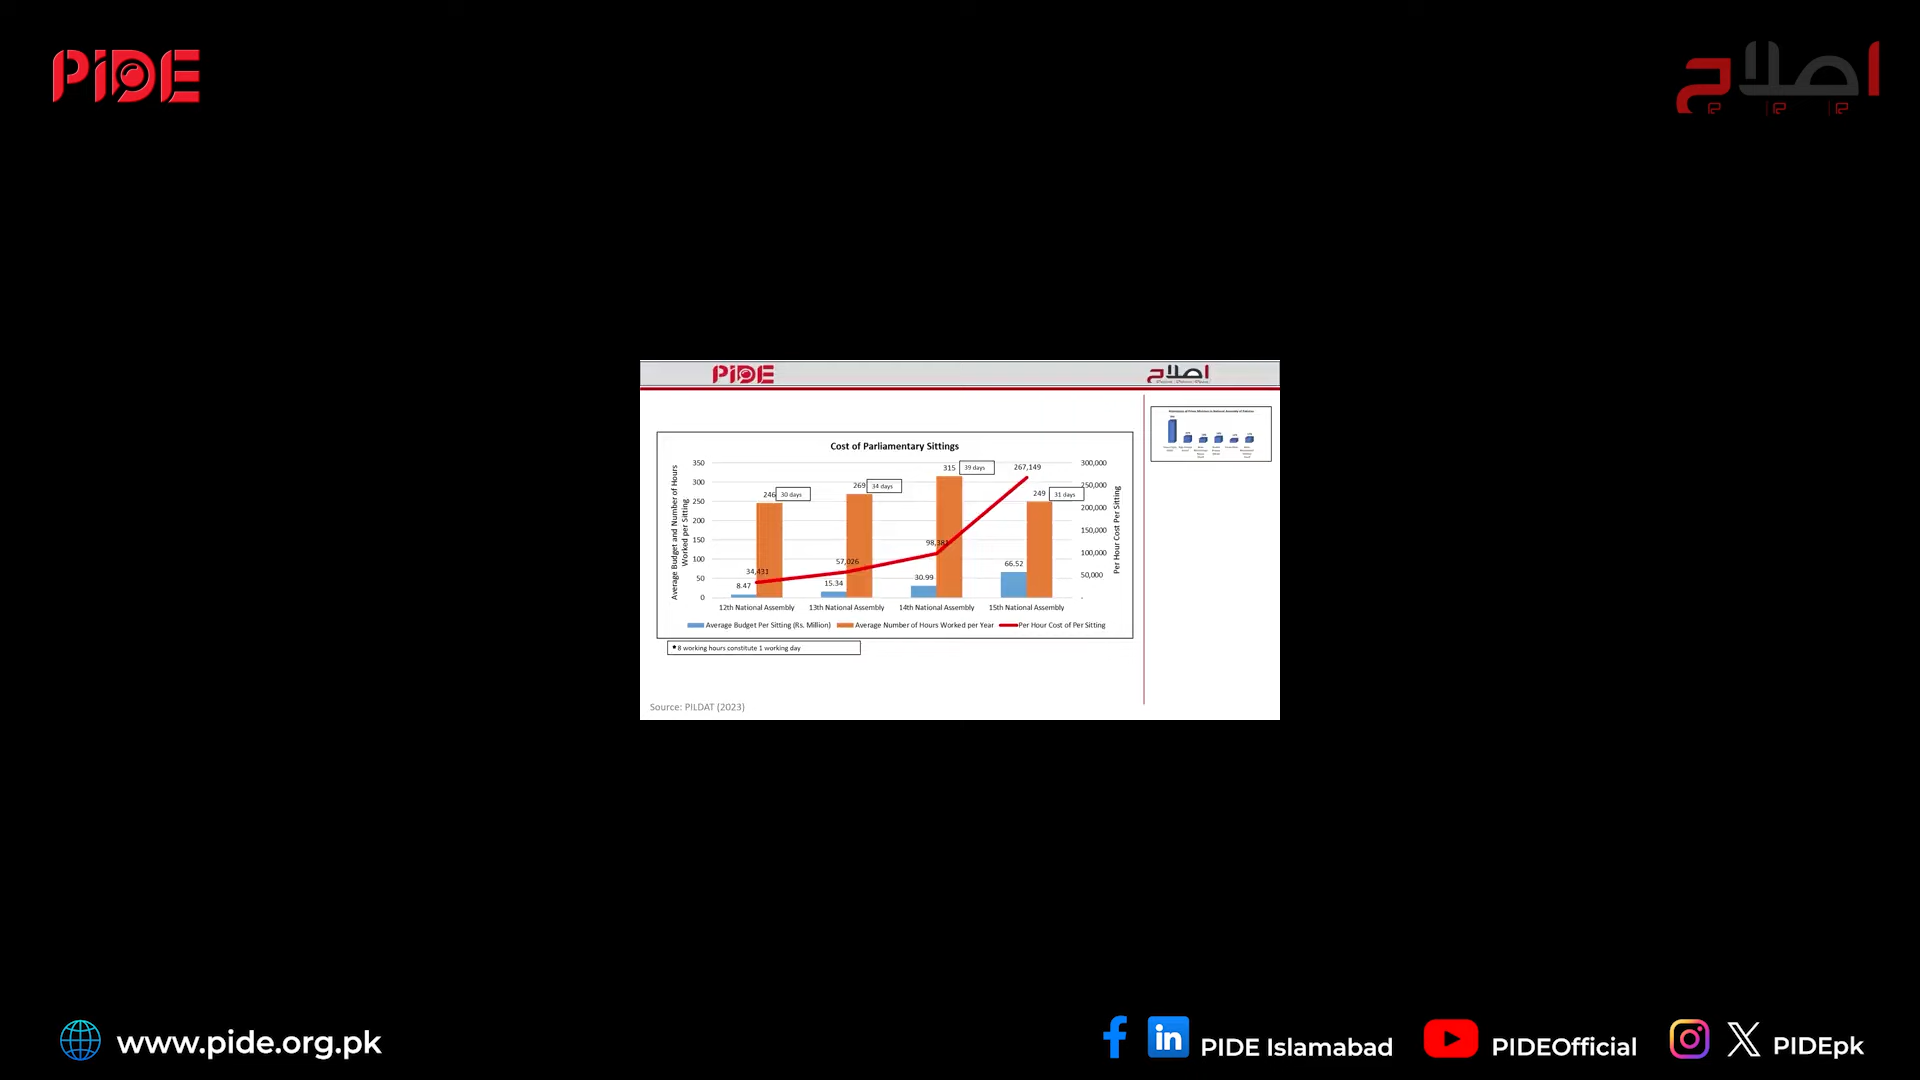 PIDE
اصلاح
PIDE
اصلاح
Cost of Parliamentary Sittings
Average Budget and Number of Hours
Worked per Sitting
350
300
250
200
150
100
50
0
246
30 days
269
34 days
315
39 days
267,149
249
31 days
34,431
57,026
98,381
8.47
15.34
30.99
66.52
300,000
250,000
200,000
150,000
100,000
50,000
-
Per Hour Cost Per Sitting
12th National Assembly
13th National Assembly
14th National Assembly
15th National Assembly
Average Budget Per Sitting (Rs. Million)
Average Number of Hours Worked per Year
Per Hour Cost of Per Sitting
* 8 working hours constitute 1 working day
Source: PILDAT (2023)
www.pide.org.pk
PIDE Islamabad
PIDEOfficial
PIDEpk